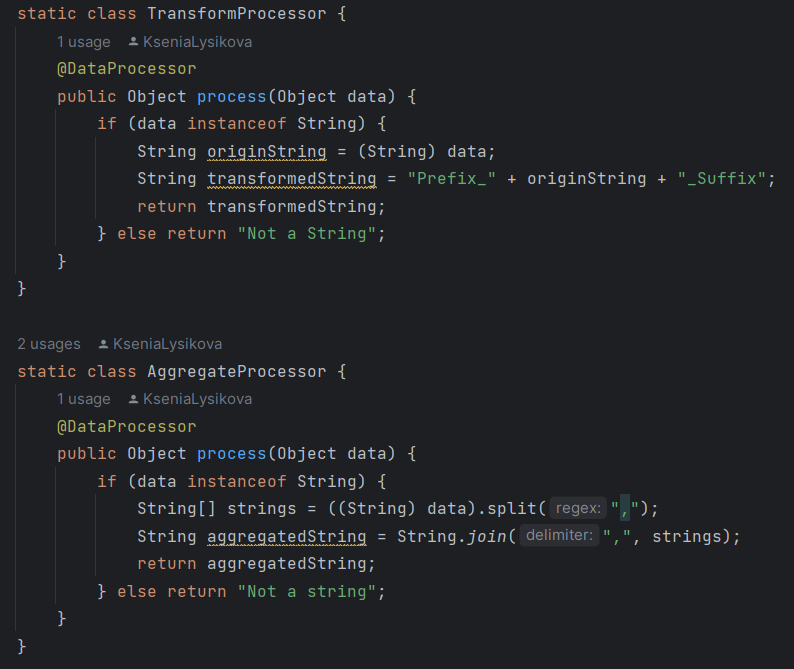 static class TransformProcessor {
1 usage KseniaLysikova
@DataProcessor
public Object process(Object data) {
if (data instanceof String) {
String originString = (String) data;
String transformedString = "Prefix_" + originString + "_Suffix";
return transformedString;
} else return "Not a String";
}
}
2 usages KseniaLysikova
static class AggregateProcessor {
1 usage KseniaLysikova
@DataProcessor
public Object process(Object data) {
if (data instanceof String) {
String[] strings = ((String) data).split( regex: ",");
String aggregatedString = String.join( delimiter: ",", strings);
return aggregatedString;
} else return "Not a string";
}
}